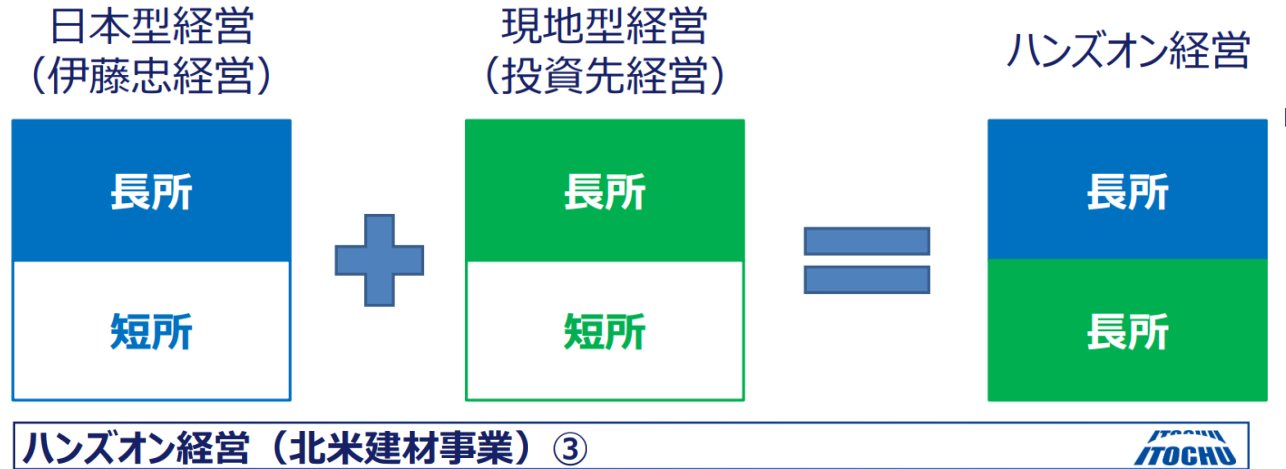 日本型経営
（伊藤忠経営）
現地型経営
（投資先経営）
ハンズオン経営
長所
長所
長所
短所
短所
長所
ハンズオン経営（北米建材事業）③
ITOCHU